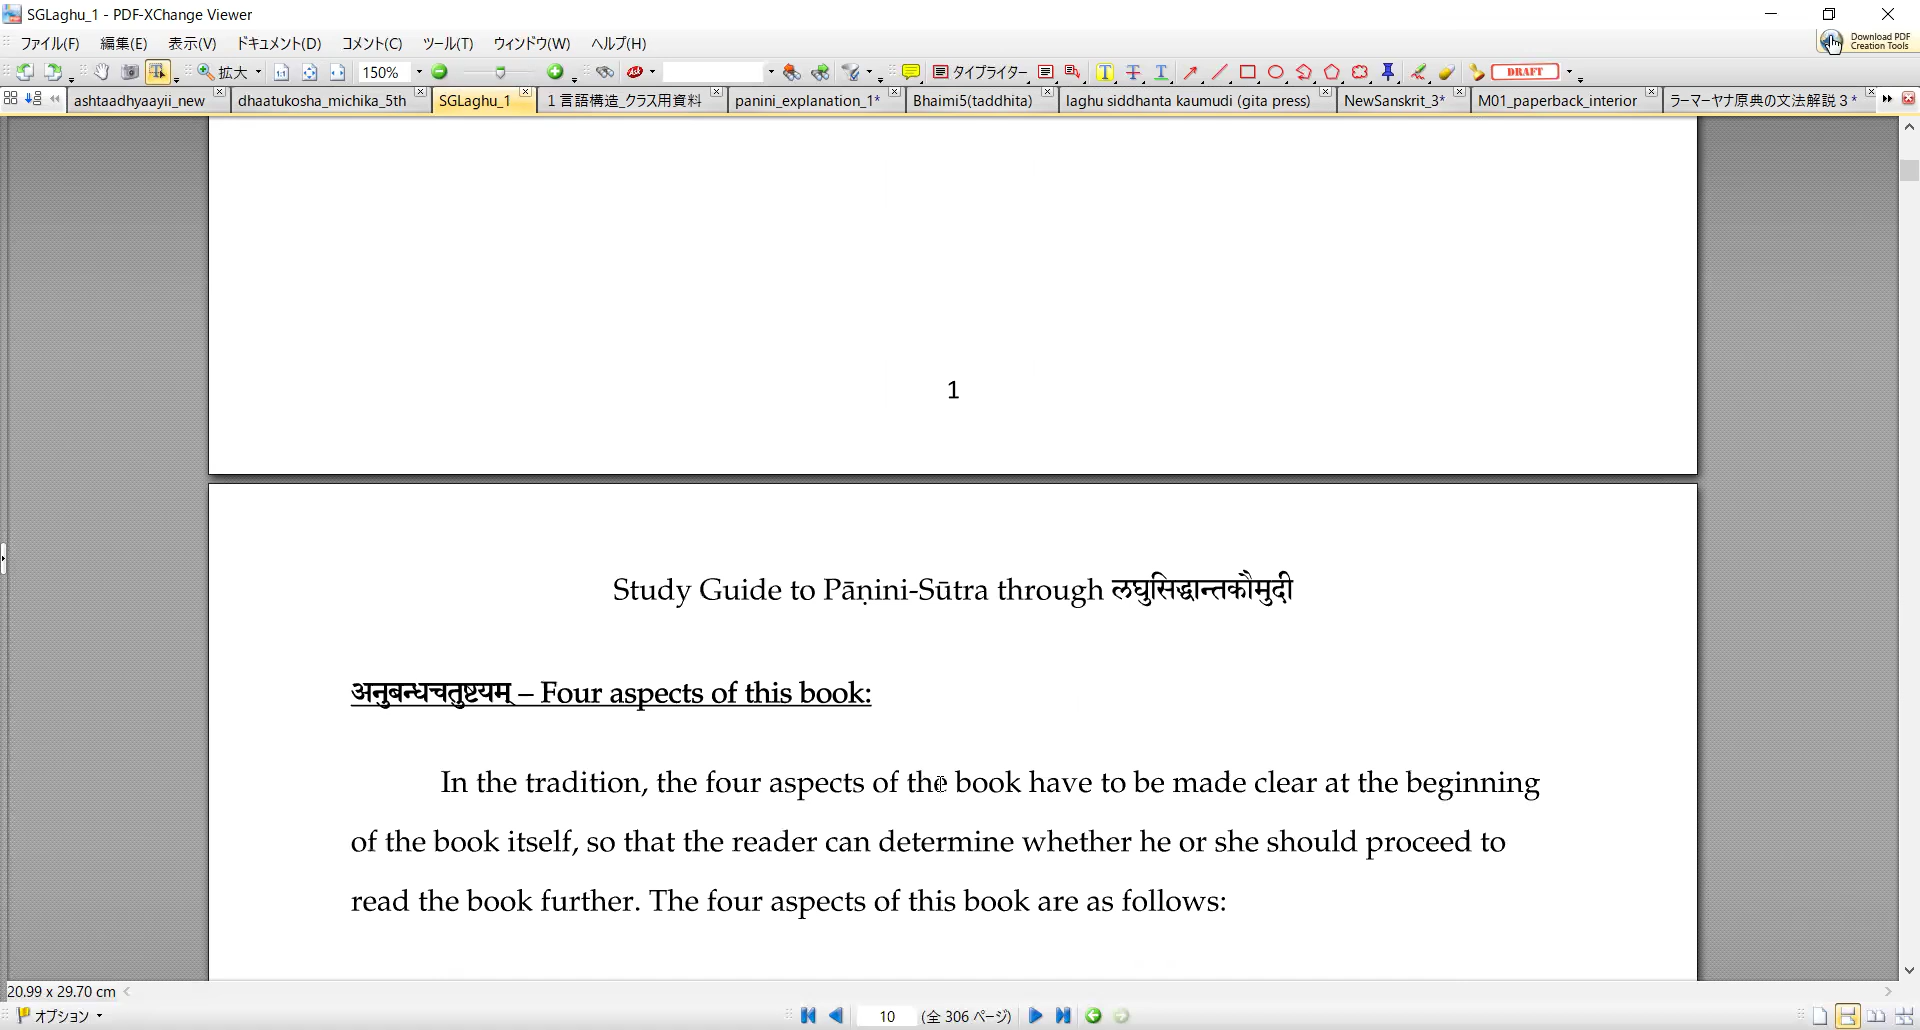 SGLaghu_1 - PDF-XChange Viewer
ファイル(F) 編集(E) 表示(V) ドキュメント(D) コメント(C) ツール(T) ウィンドウ(W) ヘルプ(H)
Download PDF
Creation Tools
拡大 150% タイプライター DRAFT
ashtaadhyaayii_new dhaatukosha_michika_5th SGLaghu_1 1 言語構造_クラス用資料 panini_explanation_1* Bhaimi5(taddhita) laghu siddhanta kaumudi (gita press) NewSanskrit_3* M01_paperback_interior ラーマーヤナ原典の文法解説 3 *
1
Study Guide to Pāṇini-Sūtra through लघुसिद्धान्तकौमुदी
अनुबन्धचतुष्टयम् – Four aspects of this book:
In the tradition, the four aspects of the book have to be made clear at the beginning
of the book itself, so that the reader can determine whether he or she should proceed to
read the book further. The four aspects of this book are as follows:
20.99 x 29.70 cm
オプション 10 (全 306 ページ)